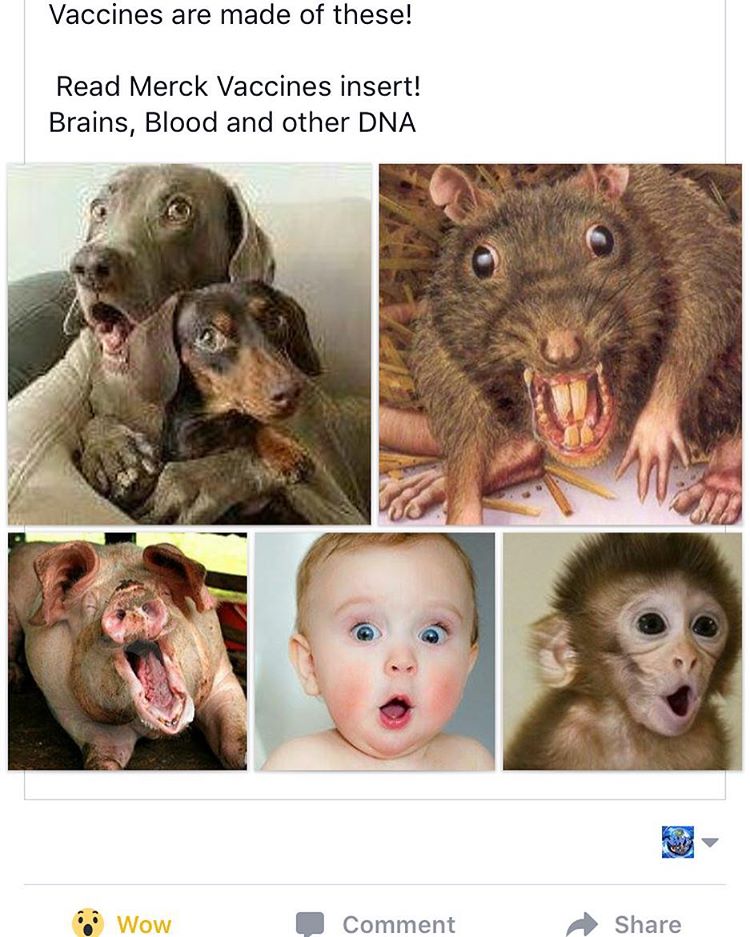 Vaccines are made of these!
Read Merck Vaccines insert!
Brains, Blood and other DNA
Wow
Comment
Share